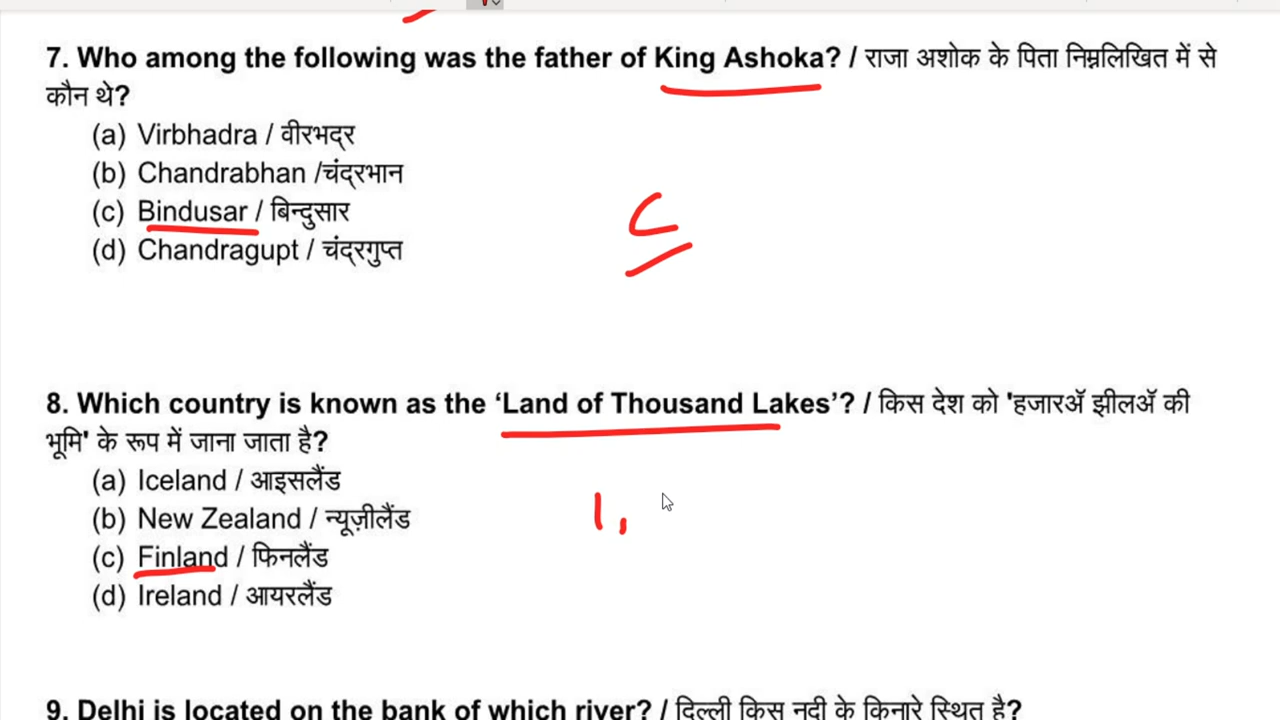 7. Who among the following was the father of King Ashoka? / राजा अशोक के पिता निम्नलिखित में से
कौन थे?
(a) Virbhadra / वीरभद्र
(b) Chandrabhan /चंद्रभान
(c) Bindusar / बिन्दुसार
C
(d) Chandragupt / चंद्रगुप्त
8. Which country is known as the ‘Land of Thousand Lakes’? / किस देश को 'हजारॲ झीलॲ की
भूमि' के रूप में जाना जाता है?
(a) Iceland / आइसलैंड
(b) New Zealand / न्यूज़ीलैंड
1,
(c) Finland / फिनलैंड
(d) Ireland / आयरलैंड
9. Delhi is located on the bank of which river? / दिल्ली किस नदी के किनारे स्थित है?